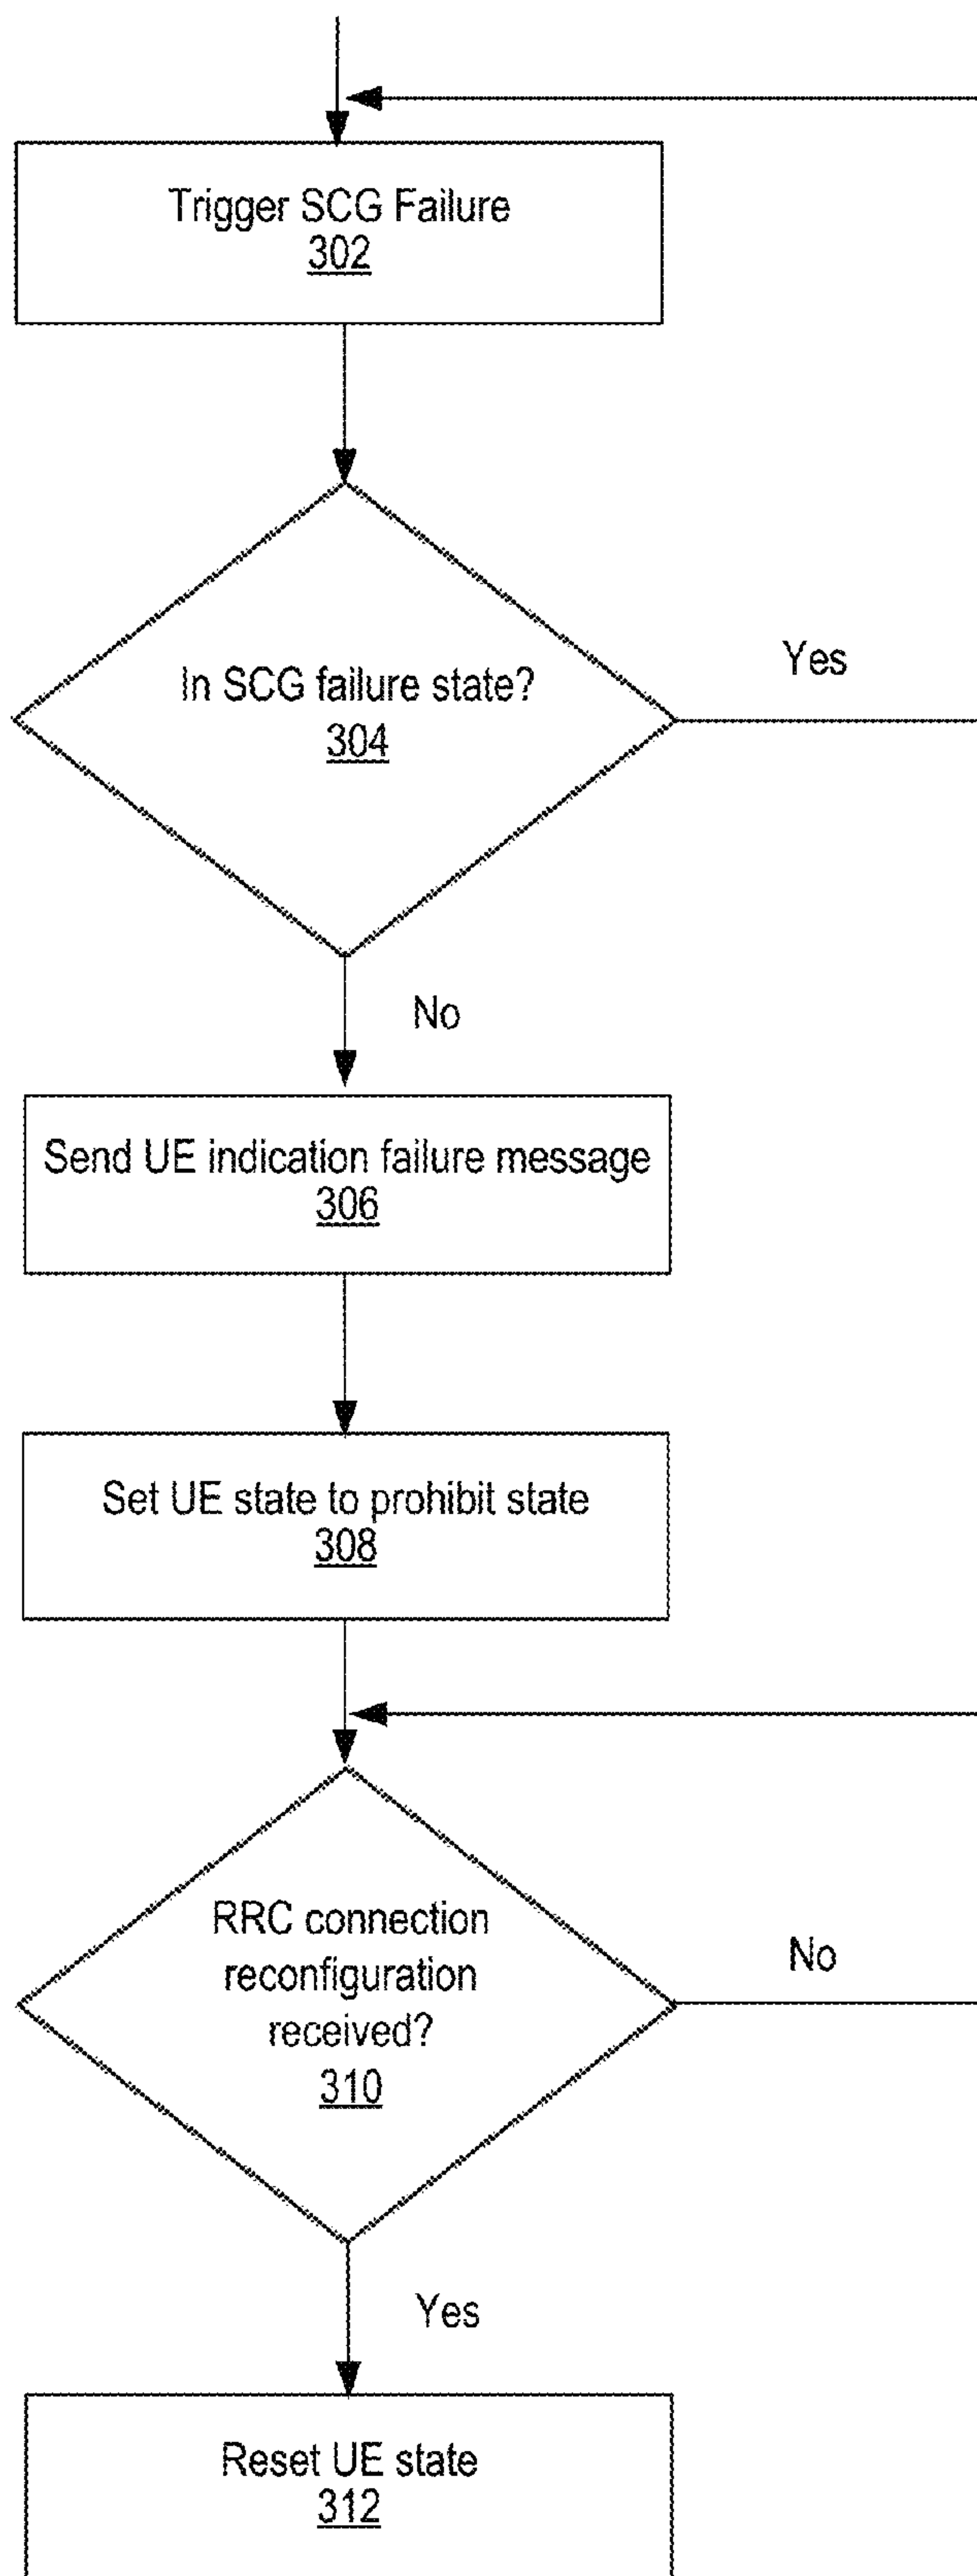 Trigger SCG Failure
302
In SCG failure state?
304
Yes
No
Send UE indication failure message
306
Set UE state to prohibit state
308
RRC connection
reconfiguration
received?
310
No
Yes
Reset UE state
312